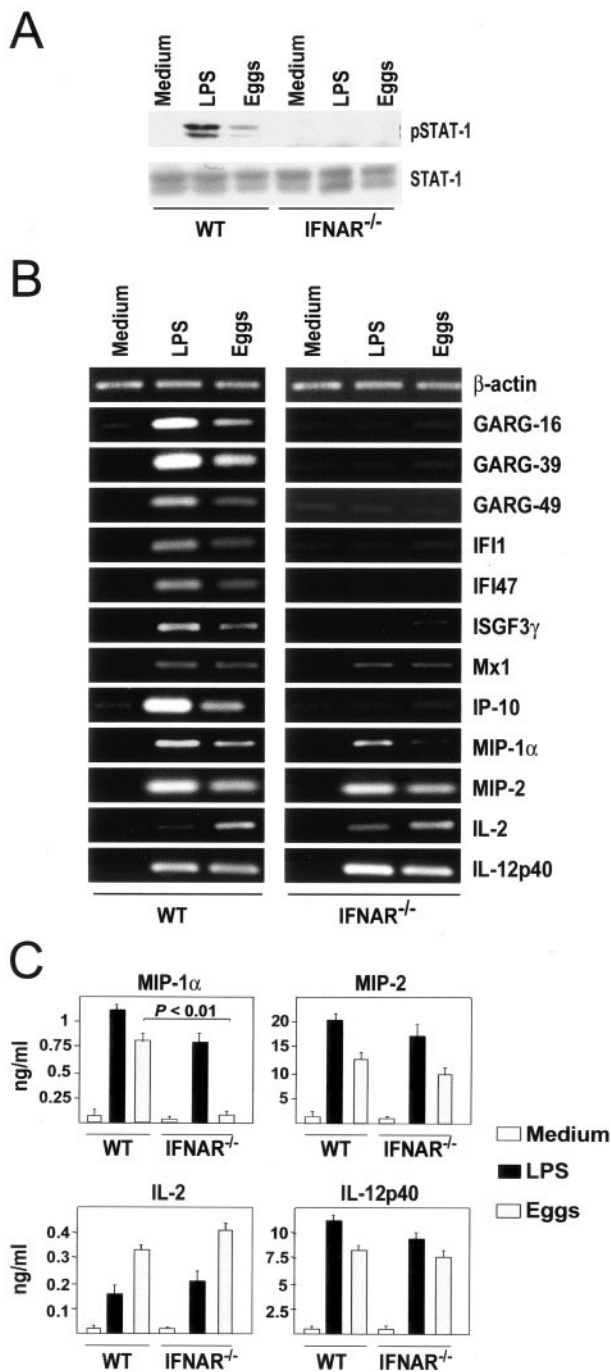 A
Medium LPS Eggs Medium LPS Eggs
pSTAT-1
STAT-1
WT IFNAR-/-
B
Medium LPS Eggs Medium LPS Eggs
β-actin
GARG-16
GARG-39
GARG-49
IFI1
IFI47
ISGF3γ
Mx1
IP-10
MIP-1α
MIP-2
IL-2
IL-12p40
WT IFNAR-/-
C
MIP-1α MIP-2
ng/ml
1
0.75
0.25
P < 0.01
WT IFNAR-/-
20
15
10
5
WT IFNAR-/-
Medium
LPS
Eggs
IL-2 IL-12p40
ng/ml
0.4
0.3
0.2
0.1
WT IFNAR-/-
10
7.5
5
2.5
WT IFNAR-/-